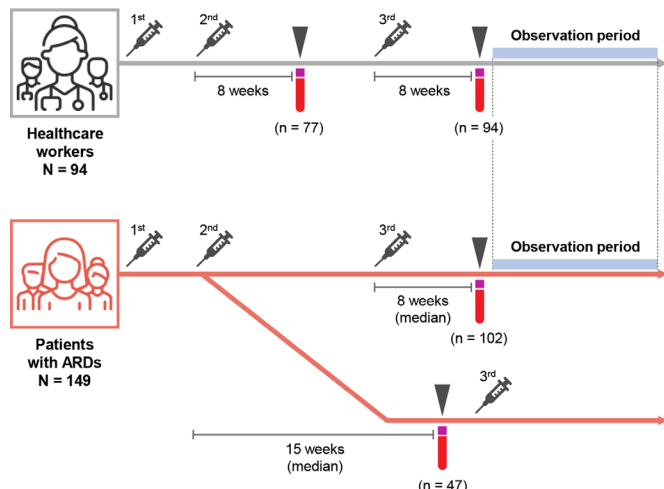 1st
2nd
3rd
Observation period
8 weeks
8 weeks
(n = 77)
(n = 94)
Healthcare
workers
N = 94
1st
2nd
3rd
Observation period
8 weeks
(median)
(n = 102)
Patients
with ARDs
N = 149
3rd
15 weeks
(median)
(n = 47)